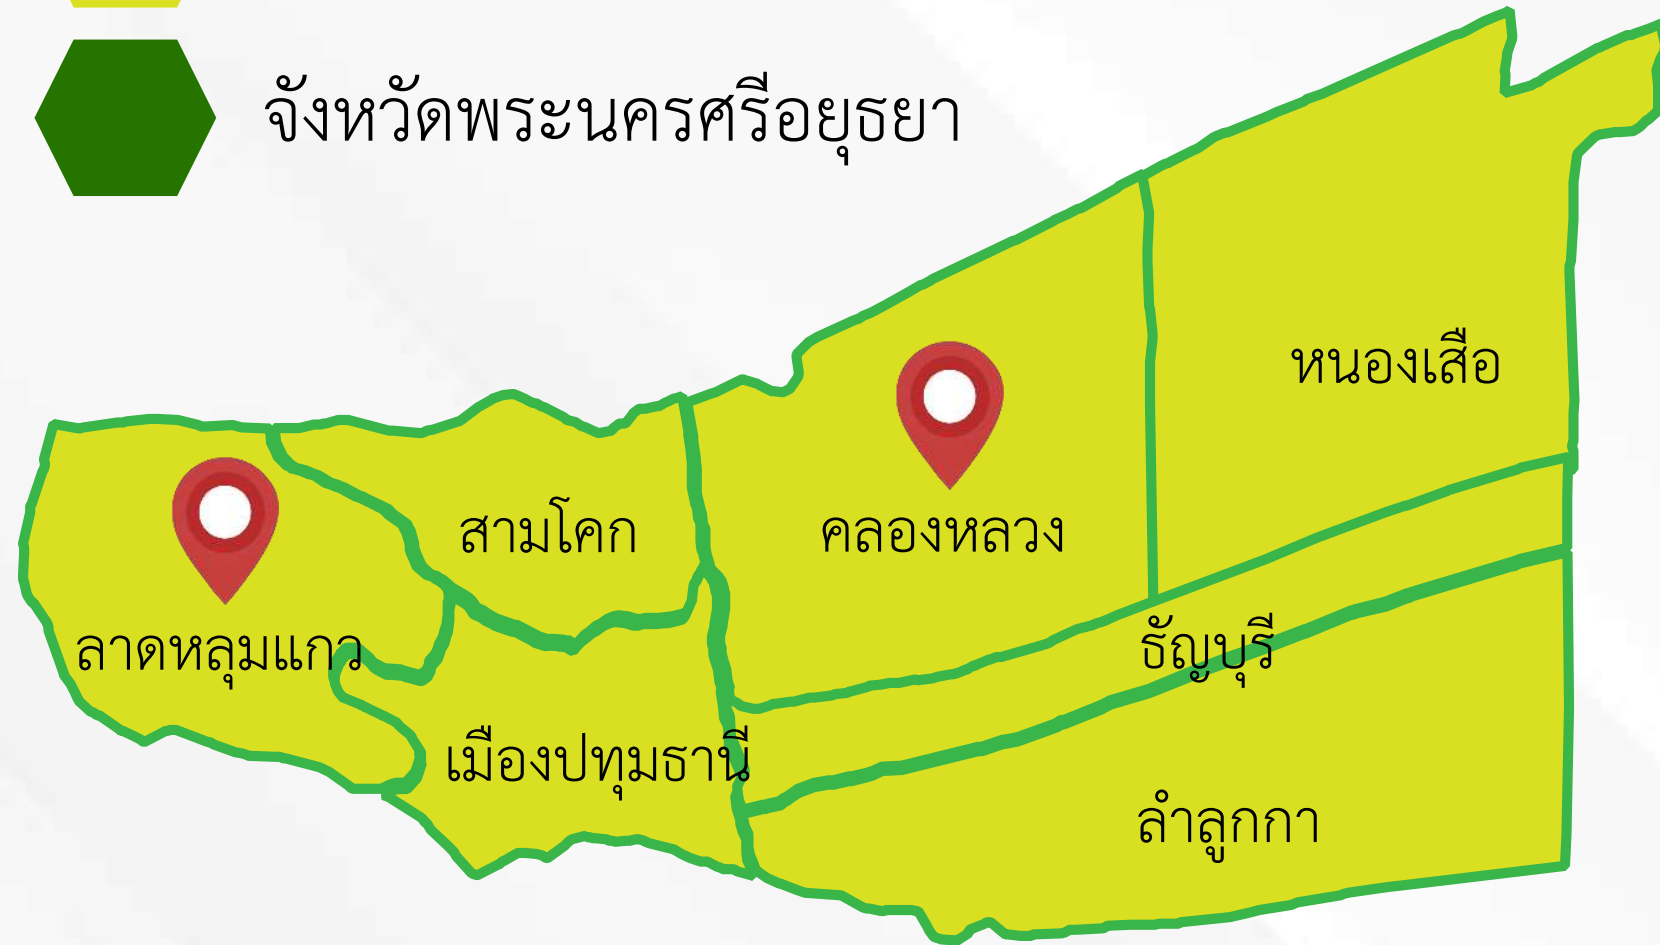 จังหวัดพระนครศรีอยุธยา
หนองเสือ
สามโคก
คลองหลวง
ลาดหลุมแกว
ธัญบุรี
เมืองปทุมธานี
ลำลูกกา